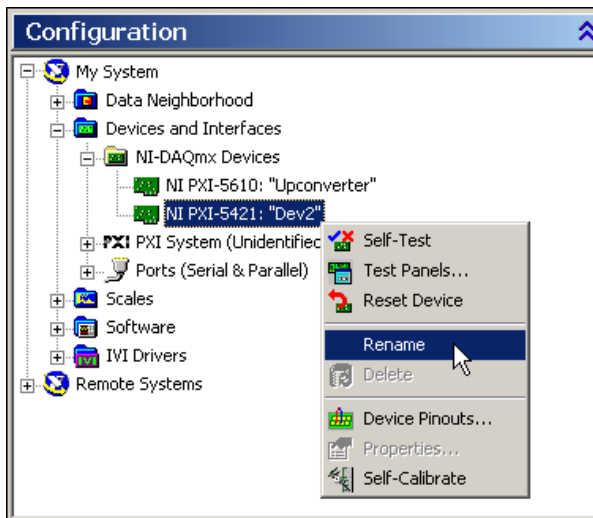 Configuration
My System
Data Neighborhood
Devices and Interfaces
NI-DAQmx Devices
NI PXI-5610: "Upconverter"
NI PXI-5421: "Dev2"
PXI PXI System (Unidentified
Ports (Serial & Parallel)
Scales
Software
IVI IVI Drivers
Remote Systems
Self-Test
Test Panels...
Reset Device
Rename
Delete
Device Pinouts...
Properties...
Self-Calibrate